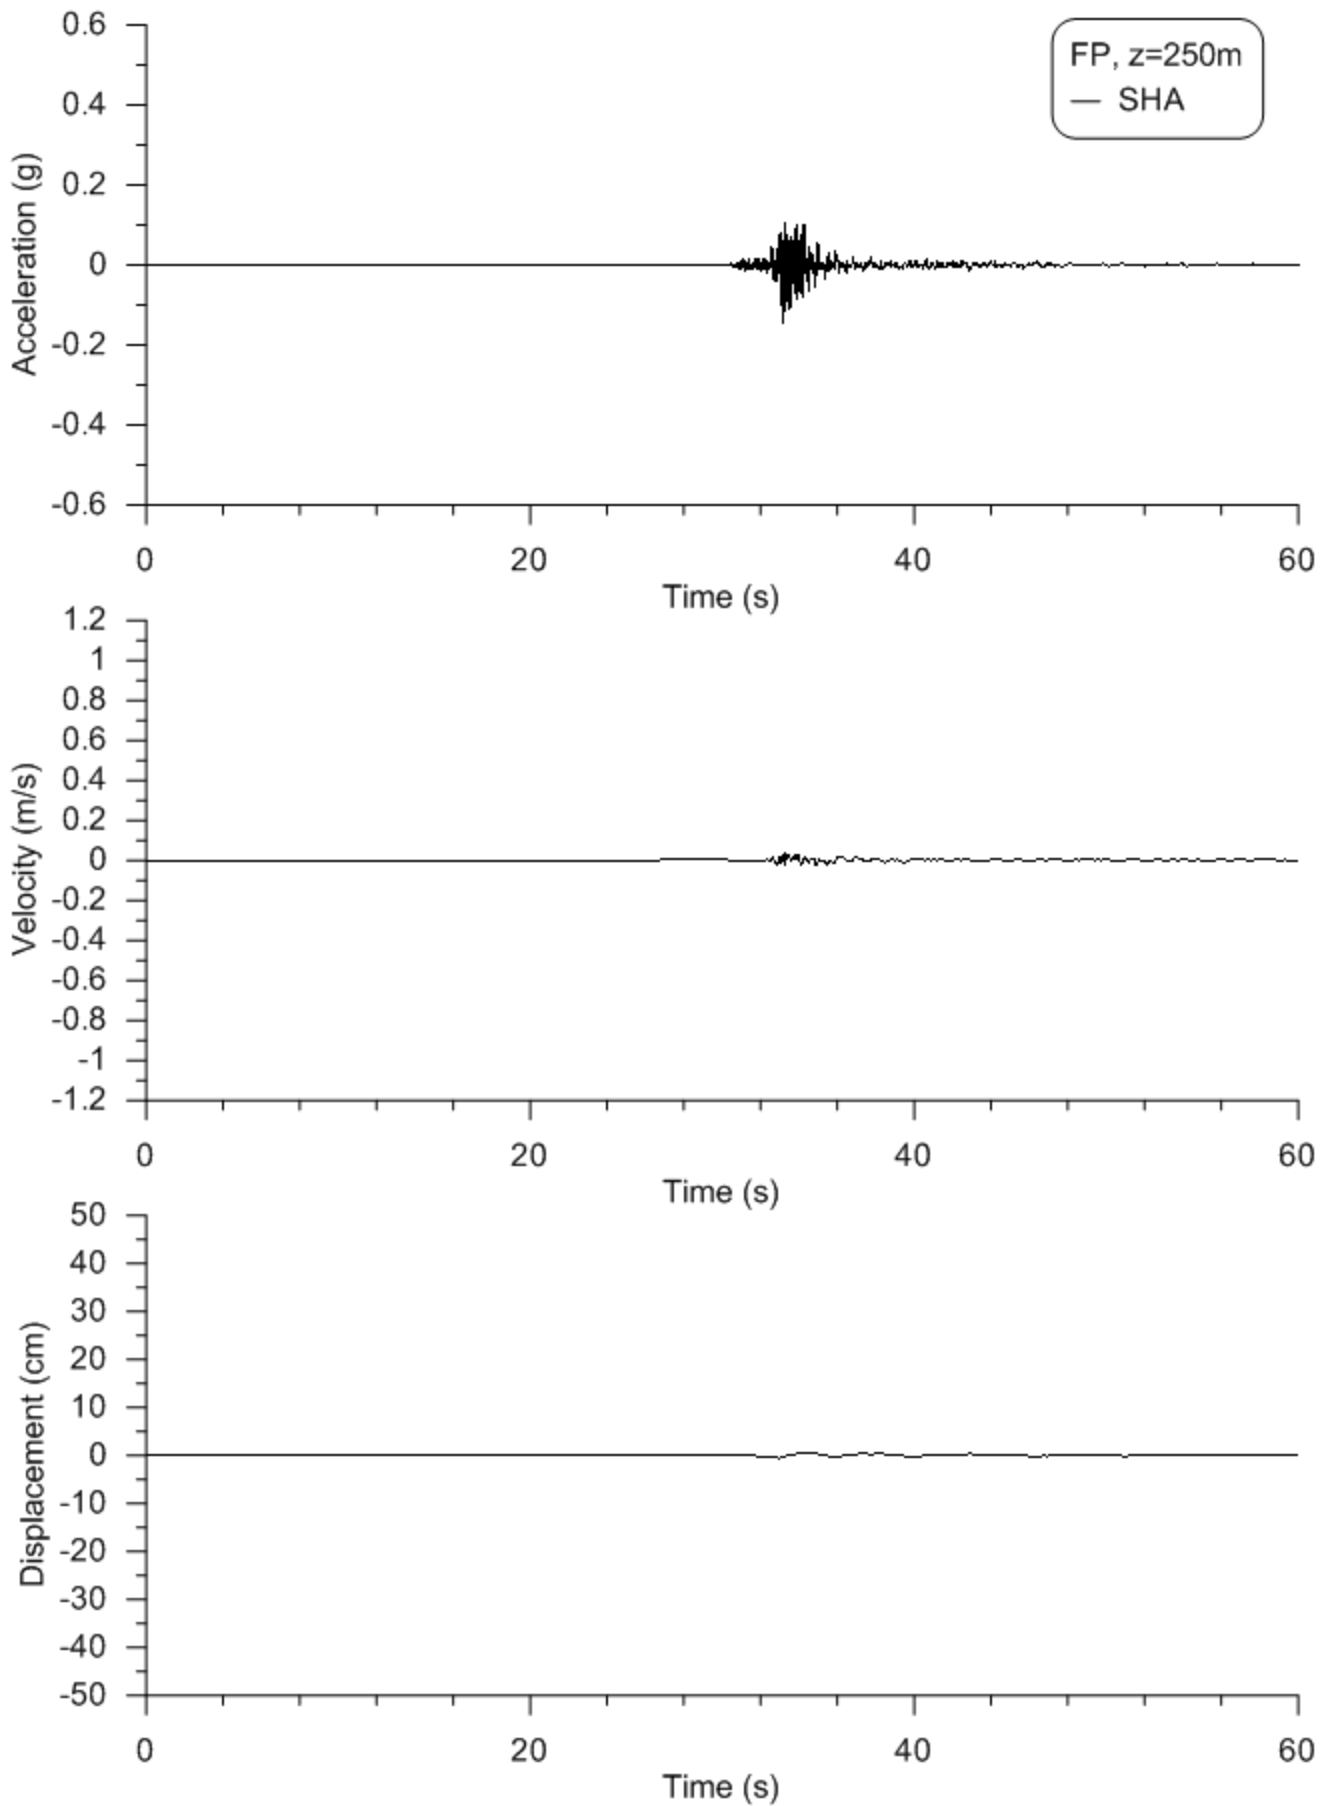 0.6
FP, z=250m
— SHA
0.4
0.2
0
-0.2
-0.4
-0.6
Acceleration (g)
0 20 40 60
Time (s)
1.2
1
0.8
0.6
0.4
0.2
0
-0.2
-0.4
-0.6
-0.8
-1
-1.2
Velocity (m/s)
0 20 40 60
Time (s)
50
40
30
20
10
0
-10
-20
-30
-40
-50
Displacement (cm)
0 20 40 60
Time (s)